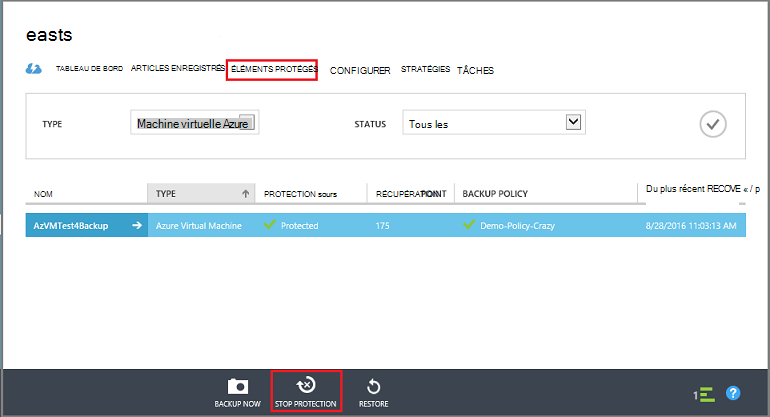 easts
TABLEAU DE BORD ARTICLES ENREGISTRÉS ÉLÉMENTS PROTÉGÉS CONFIGURER STRATÉGIES TÂCHES
TYPE Machine virtuelle Azure STATUS Tous les
NOM TYPE PROTECTION sours RÉCUPÉRATION POINT BACKUP POLICY Du plus récent RECOVE « / p
AzVMTest4Backup Azure Virtual Machine Protected 175 Demo-Policy-Crazy 8/28/2016 11:03:13 AM
BACKUP NOW STOP PROTECTION RESTORE 1 ?